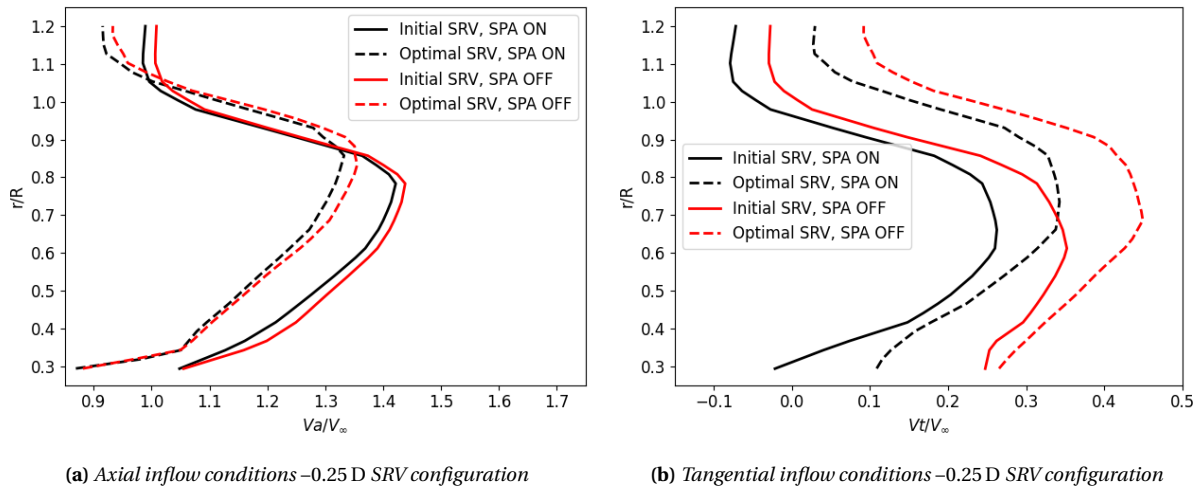 1.2
1.1
1.0
0.9
0.8
0.7
0.6
0.5
0.4
0.3
r/R
0.9 1.0 1.1 1.2 1.3 1.4 1.5 1.6 1.7
Va/V∞
Initial SRV, SPA ON
Optimal SRV, SPA ON
Initial SRV, SPA OFF
Optimal SRV, SPA OFF
(a) Axial inflow conditions –0.25 D SRV configuration
1.2
1.1
1.0
0.9
0.8
0.7
0.6
0.5
0.4
0.3
r/R
−0.1 0.0 0.1 0.2 0.3 0.4 0.5
Vt/V∞
Initial SRV, SPA ON
Optimal SRV, SPA ON
Initial SRV, SPA OFF
Optimal SRV, SPA OFF
(b) Tangential inflow conditions –0.25 D SRV configuration